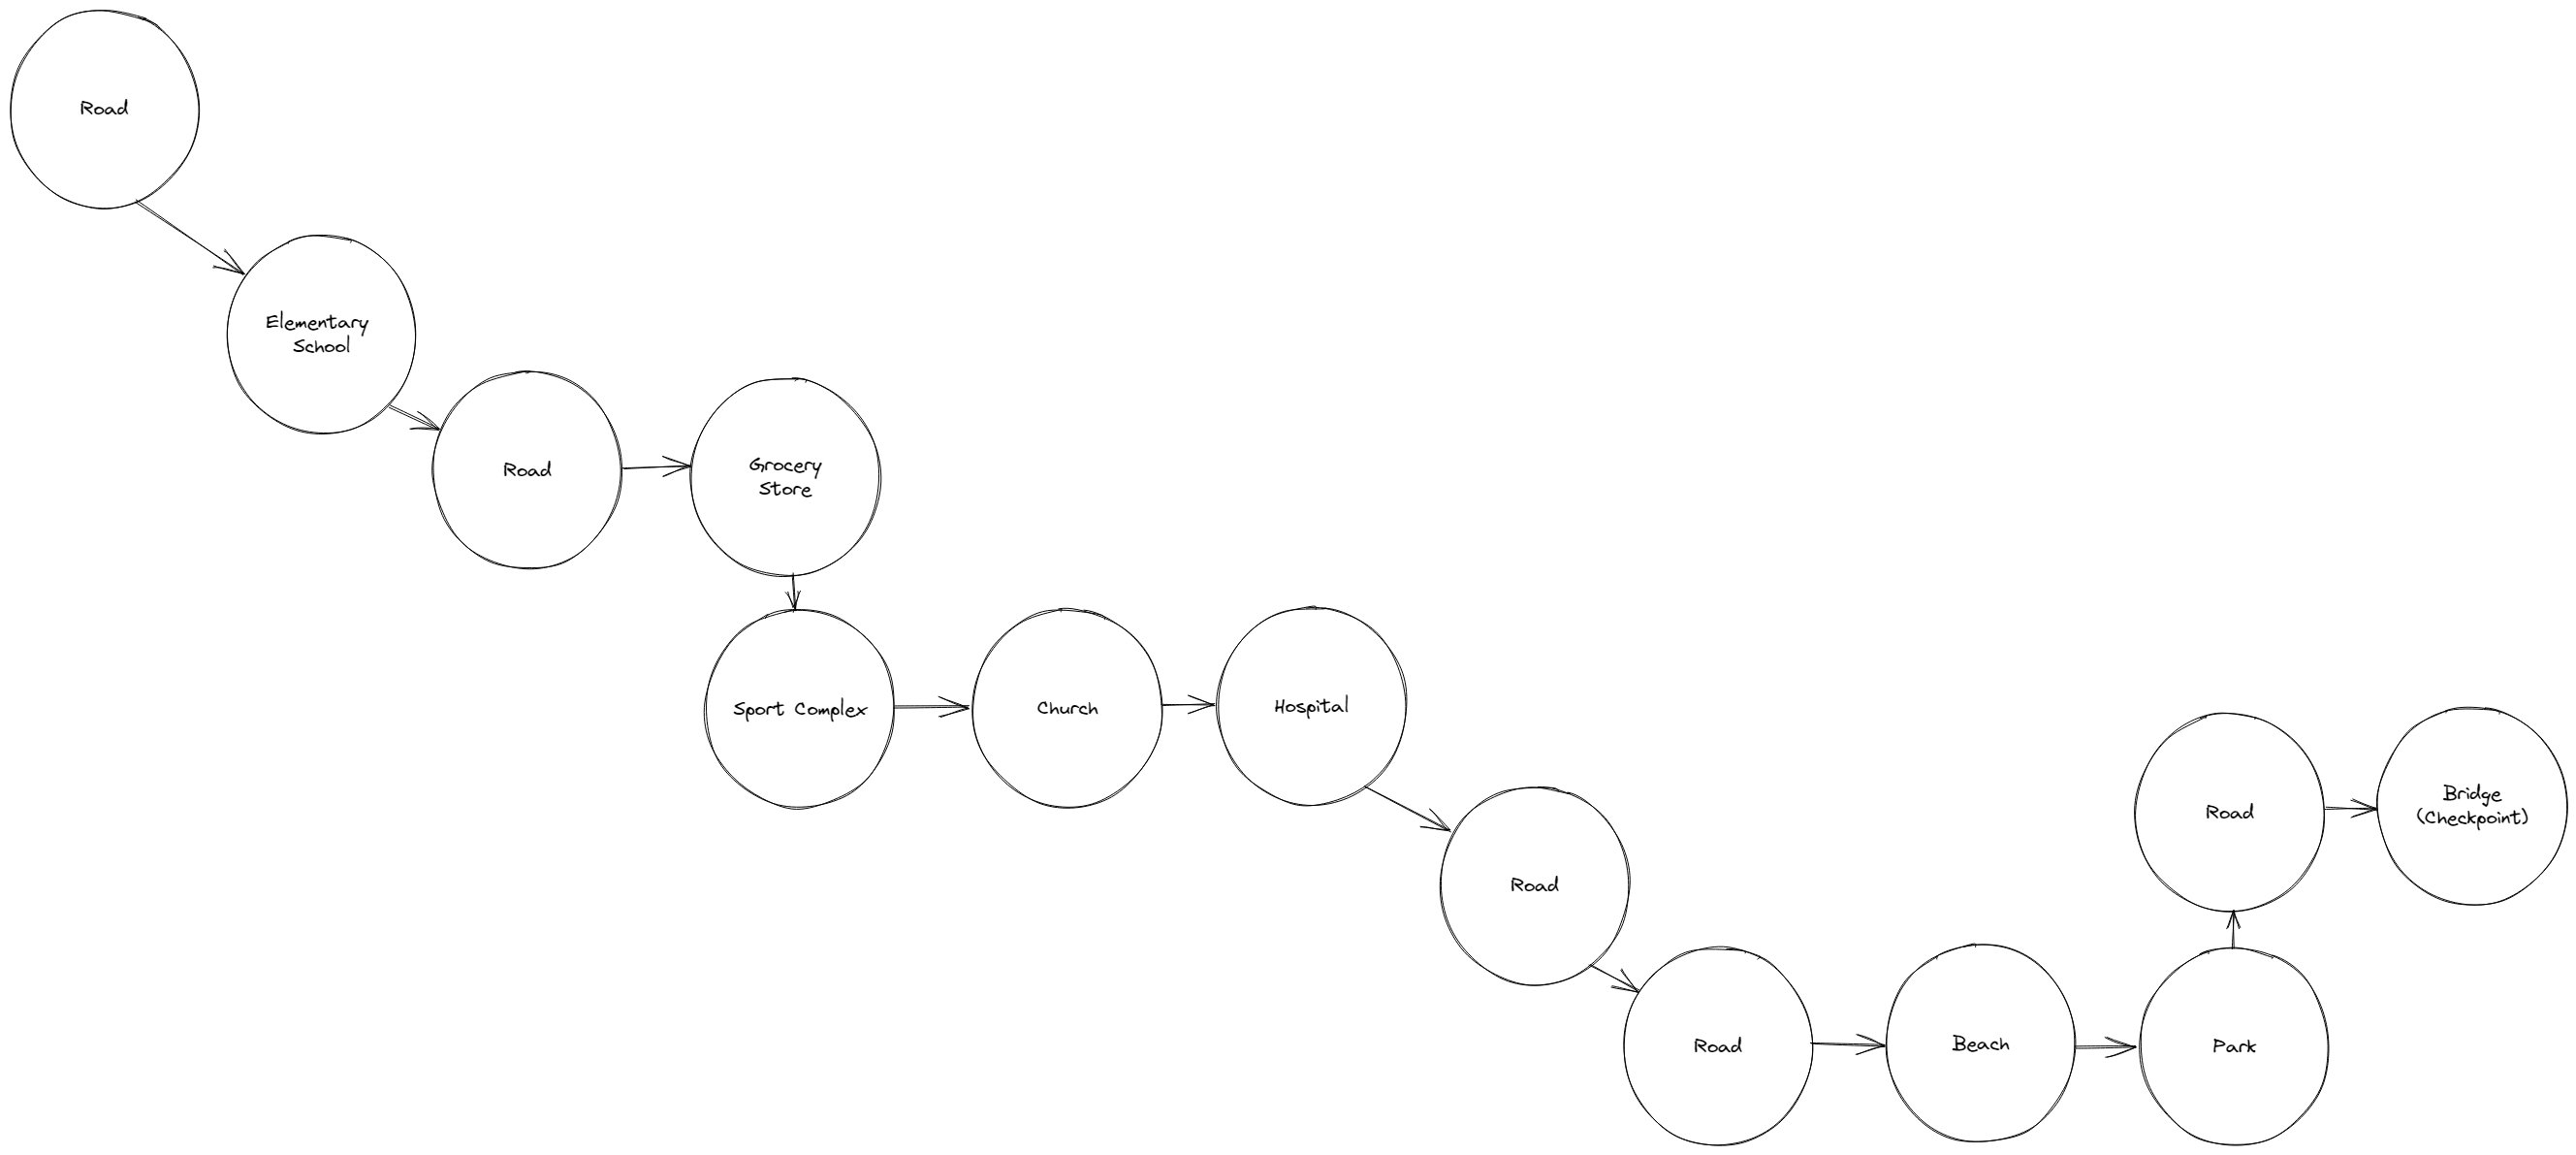 Road
Elementary
School
Road
Grocery
Store
Sport Complex
Church
Hospital
Road
Road
Beach
Park
Road
Bridge
(Checkpoint)